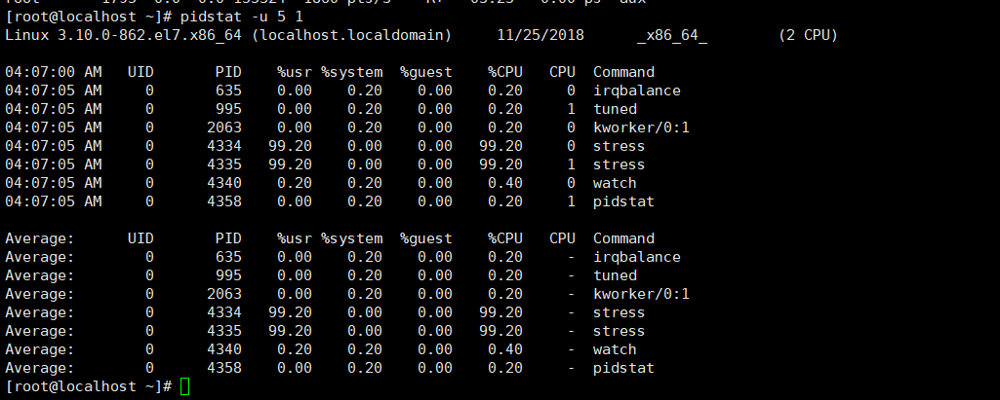 [root@localhost ~]# pidstat -u 5 1
Linux 3.10.0-862.el7.x86_64 (localhost.localdomain)     11/25/2018      _x86_64_        (2 CPU)
04:07:00 AM   UID       PID    %usr %system  %guest    %CPU   CPU  Command
04:07:05 AM     0       635    0.00    0.20    0.00    0.20     0  irqbalance
04:07:05 AM     0       995    0.00    0.20    0.00    0.20     1  tuned
04:07:05 AM     0      2063    0.00    0.20    0.00    0.20     0  kworker/0:1
04:07:05 AM     0      4334   99.20    0.00    0.00   99.20     0  stress
04:07:05 AM     0      4335   99.20    0.00    0.00   99.20     1  stress
04:07:05 AM     0      4340    0.20    0.20    0.00    0.40     0  watch
04:07:05 AM     0      4358    0.00    0.20    0.00    0.20     1  pidstat
Average:      UID       PID    %usr %system  %guest    %CPU   CPU  Command
Average:        0       635    0.00    0.20    0.00    0.20     -  irqbalance
Average:        0       995    0.00    0.20    0.00    0.20     -  tuned
Average:        0      2063    0.00    0.20    0.00    0.20     -  kworker/0:1
Average:        0      4334   99.20    0.00    0.00   99.20     -  stress
Average:        0      4335   99.20    0.00    0.00   99.20     -  stress
Average:        0      4340    0.20    0.20    0.00    0.40     -  watch
Average:        0      4358    0.00    0.20    0.00    0.20     -  pidstat
[root@localhost ~]#